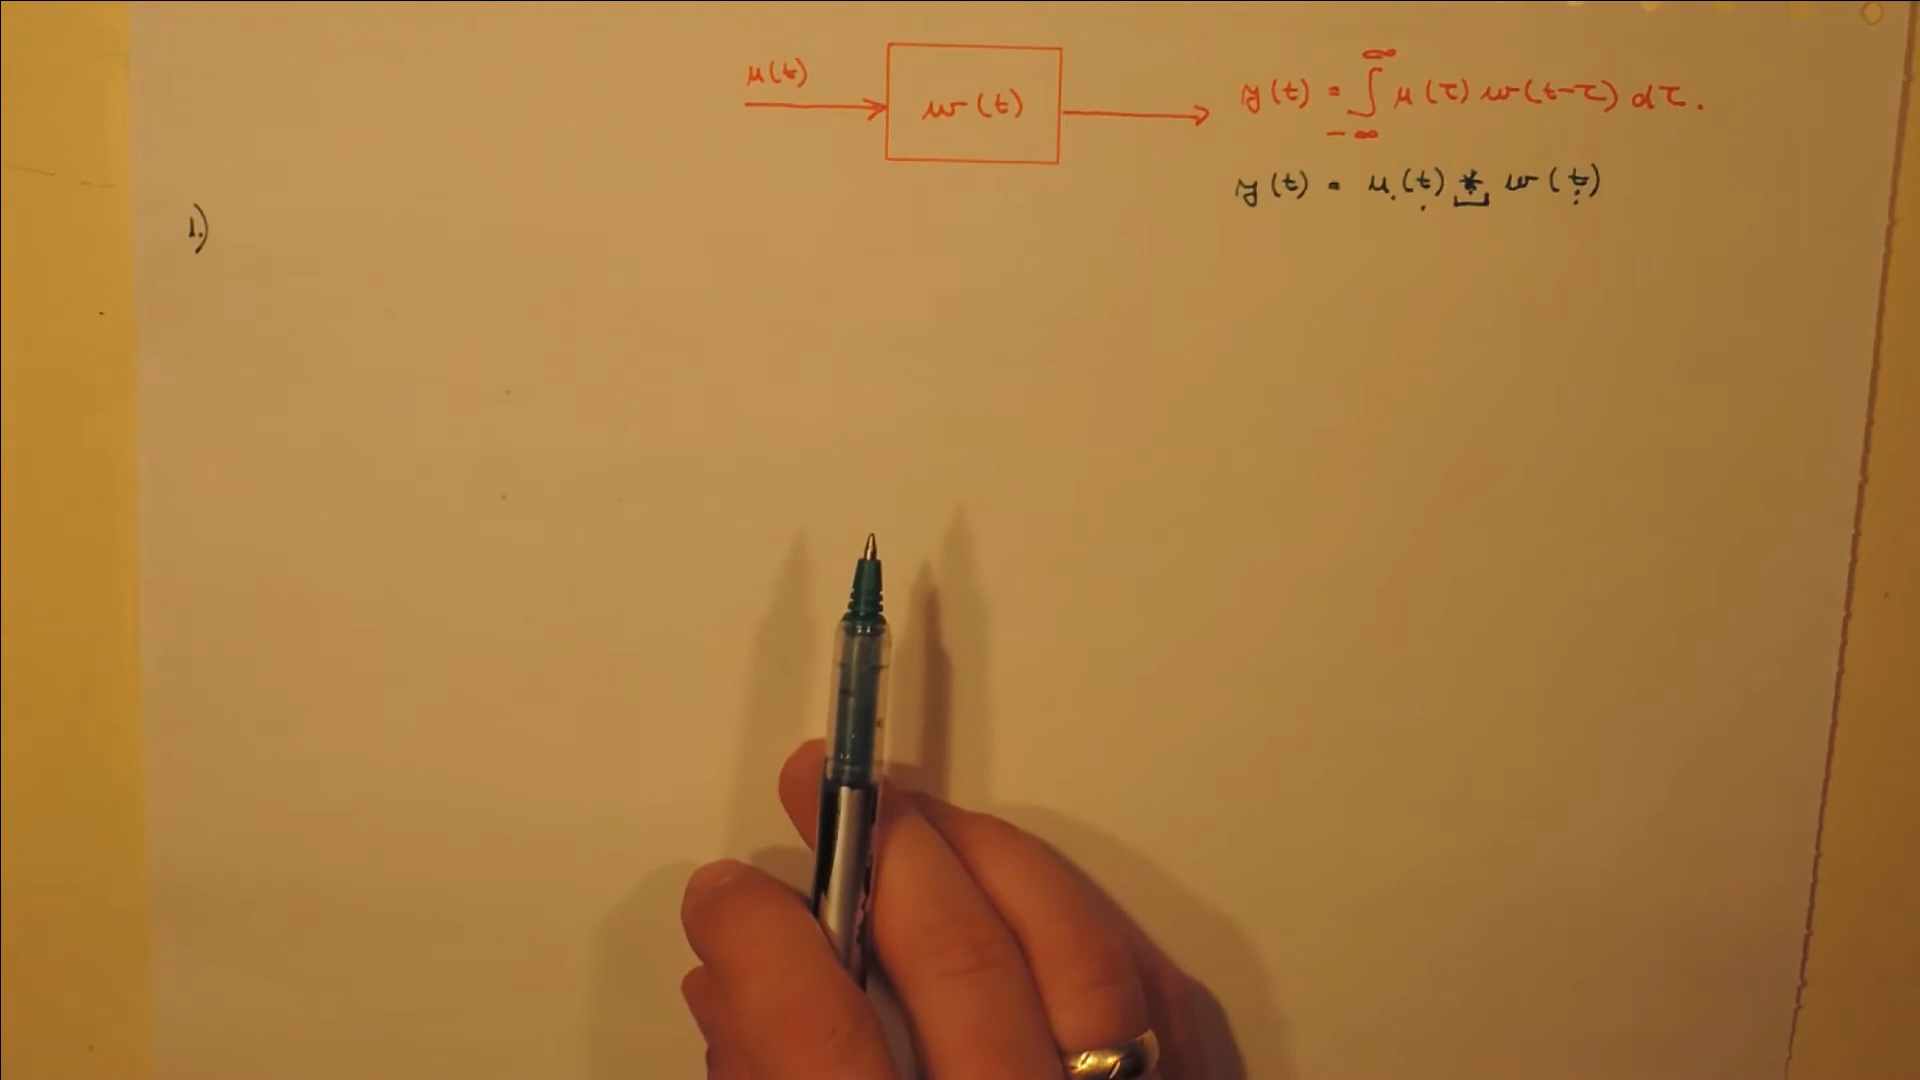 u(t) w(t) y(t) = ∫_{-∞}^{∞} u(τ) w(t-τ) dτ.
y(t) = u(t) * w(t)
1.)